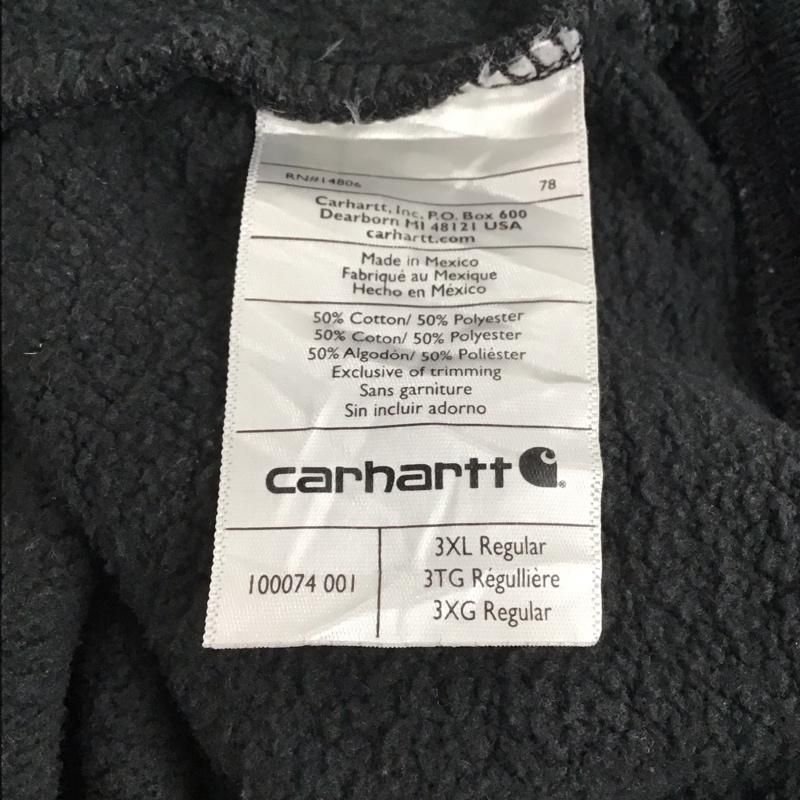 RN#14806 78
Carhartt, Inc. P.O. Box 600
Dearborn MI 48121 USA
carhartt.com
Made in Mexico
Fabriqué au Mexique
Hecho en México
50% Cotton/ 50% Polyester
50% Coton/ 50% Polyester
50% Algodón/ 50% Poliéster
Exclusive of trimming
Sans garniture
Sin incluir adorno
carhartt
100074 001
3XL Regular
3TG Régullière
3XG Regular